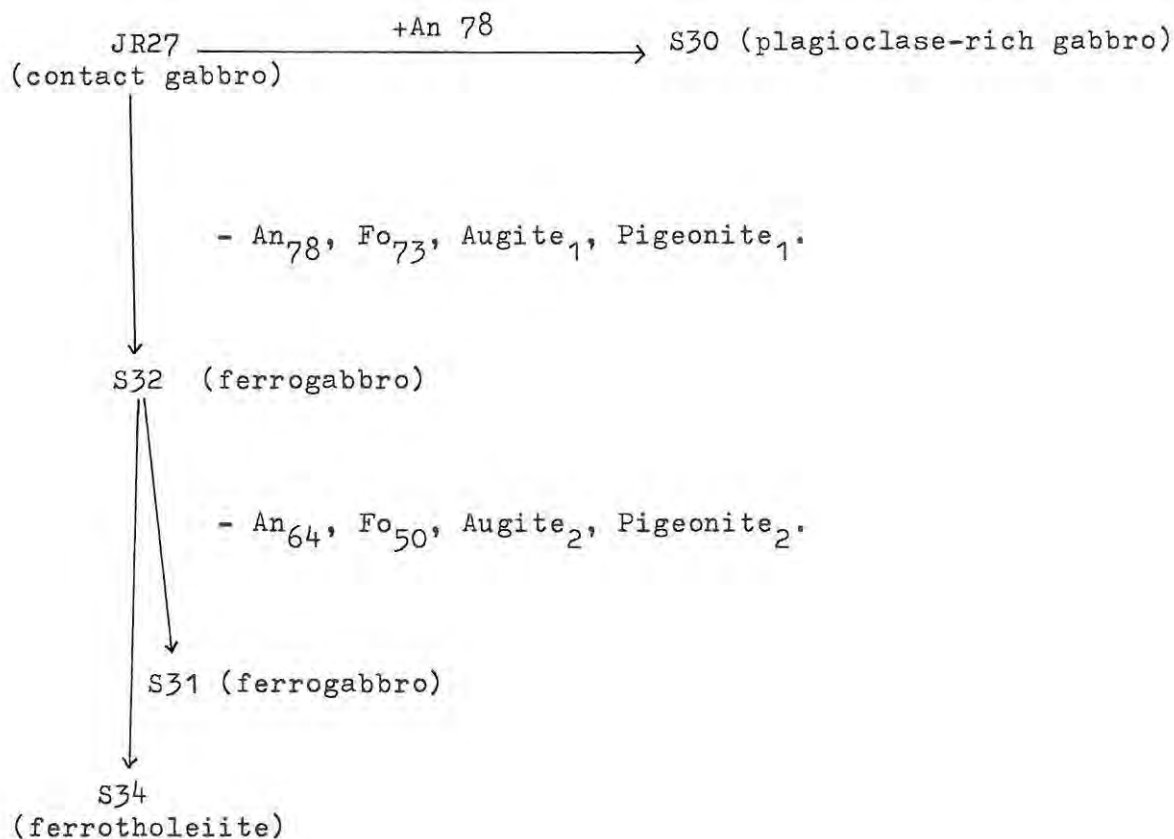 +An 78
JR27 S30 (plagioclase-rich gabbro)
(contact gabbro)
- An78, Fo73, Augite1, Pigeonite1.
S32 (ferrogabbro)
- An64, Fo50, Augite2, Pigeonite2.
S31 (ferrogabbro)
S34
(ferrotholeiite)